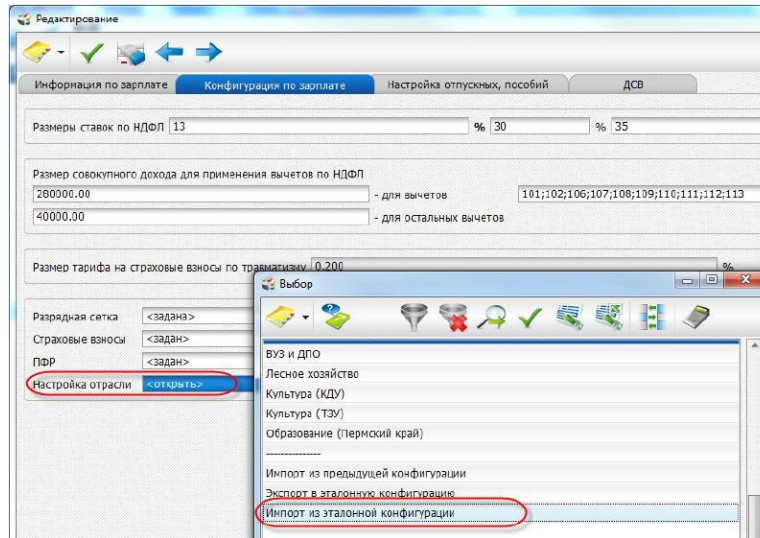 Редактирование
Информация по зарплате Конфигурация по зарплате Настройка отпускных, пособий ДСВ
Размеры ставок по НДФЛ 13 % 30 % 35
Размер совокупного дохода для применения вычетов по НДФЛ
280000.00 - для вычетов 101;102;106;107;108;109;110;111;112;113
40000.00 - для остальных вычетов
Размер тарифа на страховые взносы по травматизму 0.200 %
Выбор
Разрядная сетка <задана>
Страховые взносы <задан>
ПФР <задан>
Настройка отрасли <открыть>
ВУЗ и ДПО
Лесное хозяйство
Культура (КДУ)
Культура (ТЗУ)
Образование (Пермский край)
---------------
Импорт из предыдущей конфигурации
Экспорт в эталонную конфигурацию
Импорт из эталонной конфигурации